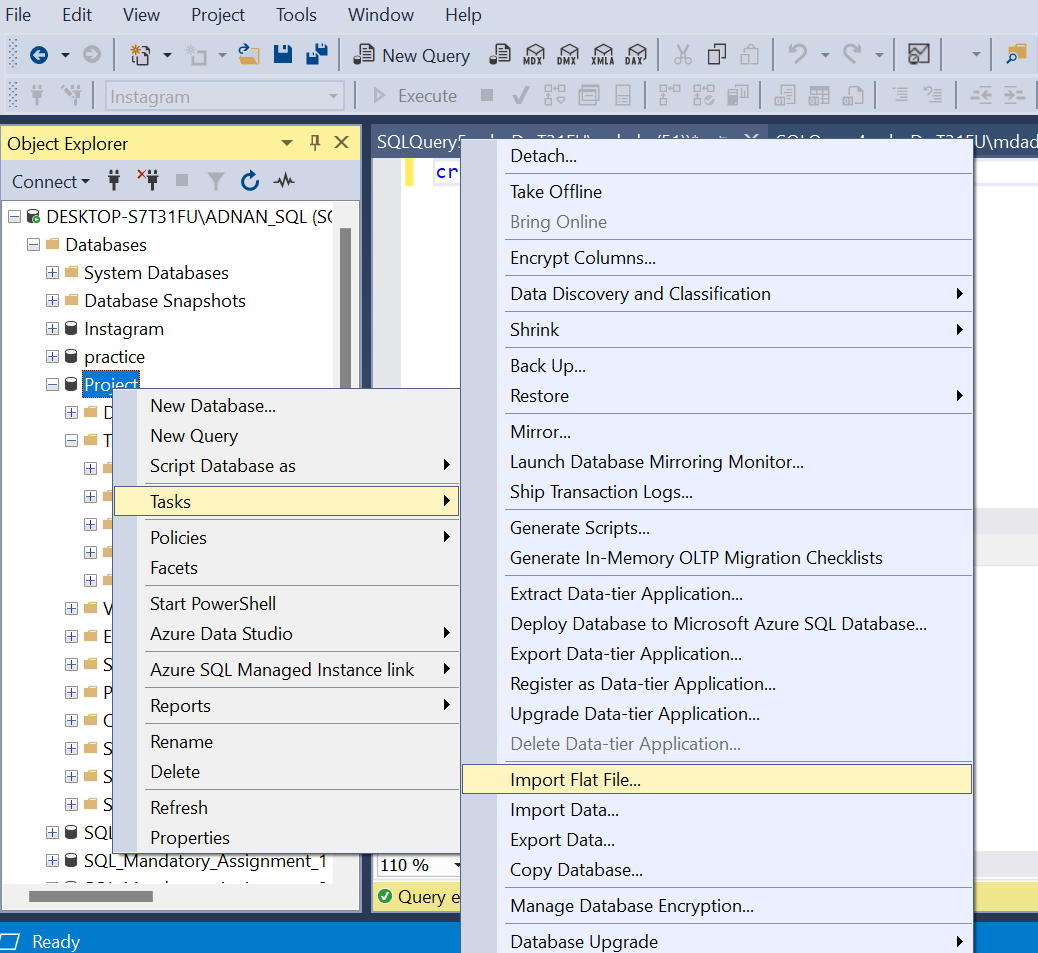 File Edit View Project Tools Window Help
New Query MDX DMX XMLA DAX
Instagram Execute
Object Explorer
Connect
DESKTOP-S7T31FU\ADNAN_SQL (SQ
Databases
System Databases
Database Snapshots
Instagram
practice
Project
SQL_Mandatory_Assignment_1
New Database...
New Query
Script Database as
Tasks
Policies
Facets
Start PowerShell
Azure Data Studio
Azure SQL Managed Instance link
Reports
Rename
Delete
Refresh
Properties
cr
Detach...
Take Offline
Bring Online
Encrypt Columns...
Data Discovery and Classification
Shrink
Back Up...
Restore
Mirror...
Launch Database Mirroring Monitor...
Ship Transaction Logs...
Generate Scripts...
Generate In-Memory OLTP Migration Checklists
Extract Data-tier Application...
Deploy Database to Microsoft Azure SQL Database...
Export Data-tier Application...
Register as Data-tier Application...
Upgrade Data-tier Application...
Delete Data-tier Application...
Import Flat File...
Import Data...
Export Data...
Copy Database...
Manage Database Encryption...
Database Upgrade
110 %
Query e
Ready